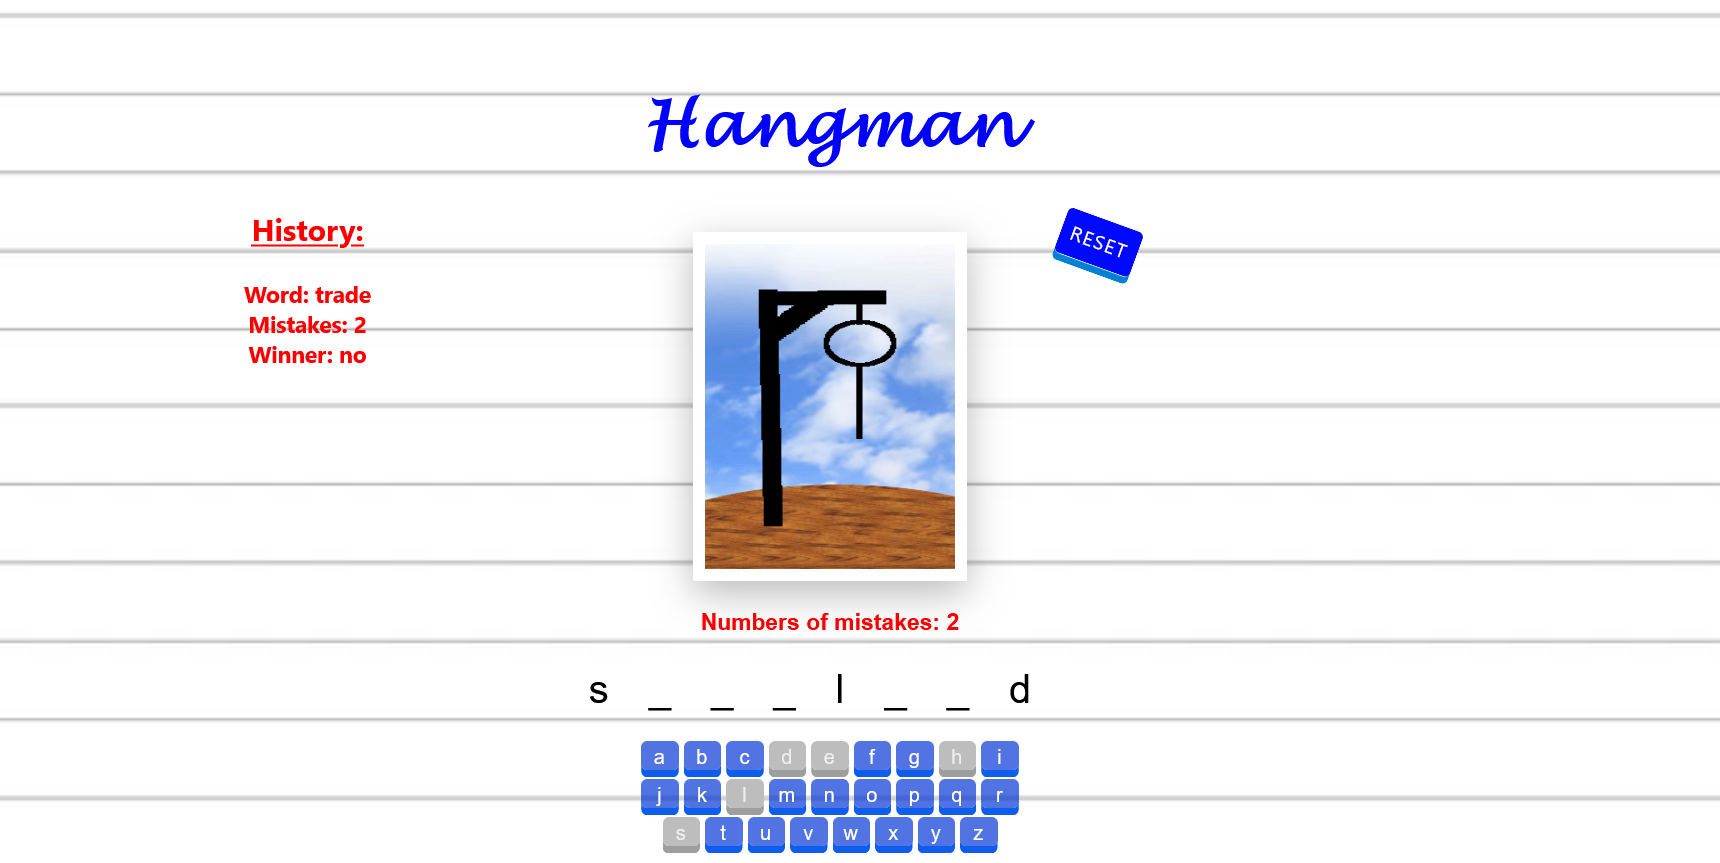 Hangman
History:
RESET
Word: trade
Mistakes: 2
Winner: no
Numbers of mistakes: 2
s _ _ _ l _ _ d
a b c d e f g h i
j k l m n o p q r
s t u v w x y z